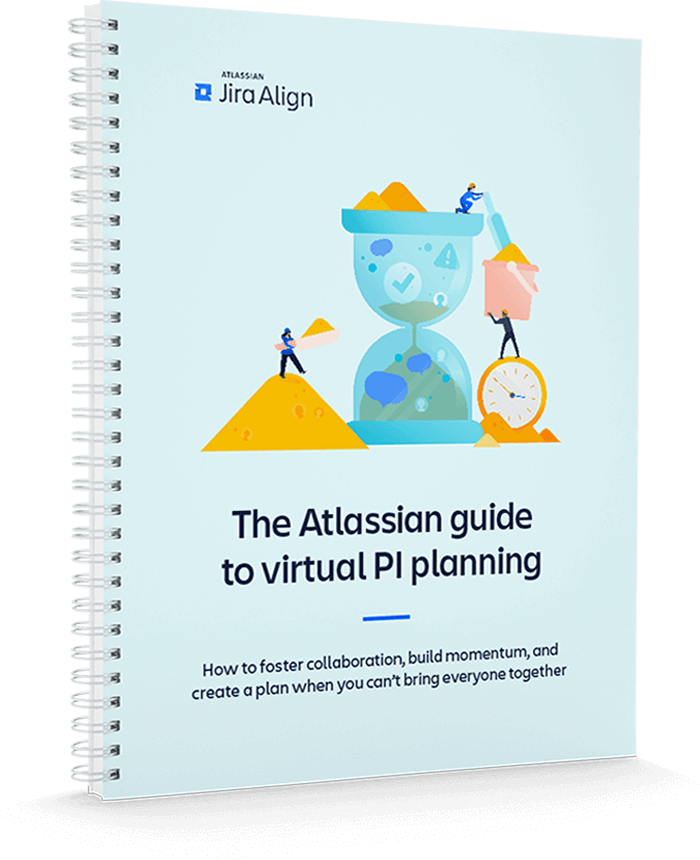 ATLASSIAN
Jira Align
The Atlassian guide
to virtual PI planning
How to foster collaboration, build momentum, and
create a plan when you can't bring everyone together